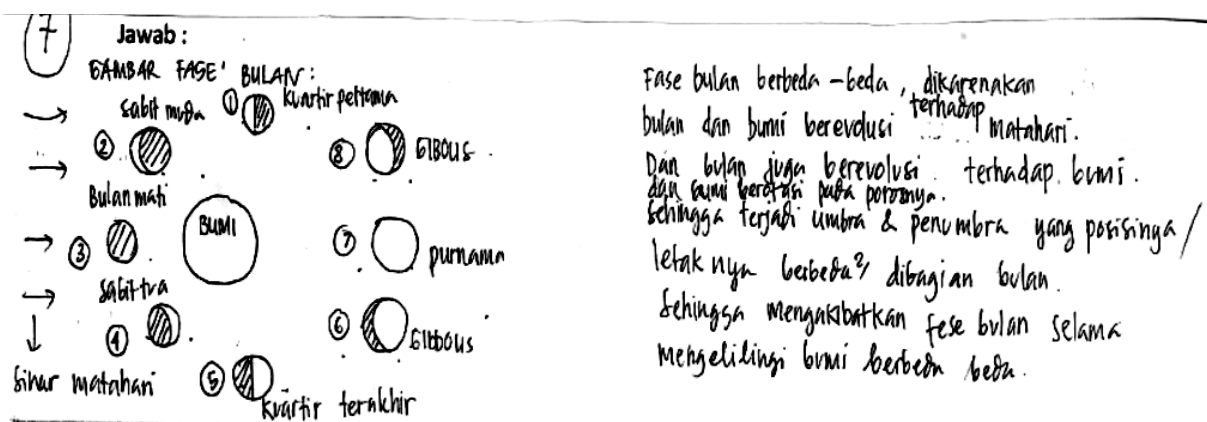 7
Jawab :
GAMBAR FASE' BULAN :
① kuartir pertama
sabit muda
②
⑧ GIBOUS
Bulan mati
BUMI
③
⑦ purnama
sabit tua
④
⑥ Gibbous
Sinar matahari
⑤
kuartir terakhir
Fase bulan berbeda-beda, dikarenakan
bulan dan bumi berevolusi terhadap matahari.
Dan bulan juga berevolusi terhadap bumi.
dan bumi berotasi pada porosnya.
Sehingga terjadi umbra & penumbra yang posisinya/
letak nya berbeda² dibagian bulan.
Sehingga mengakibatkan fese bulan selama
mengelilingi bumi berbeda beda.